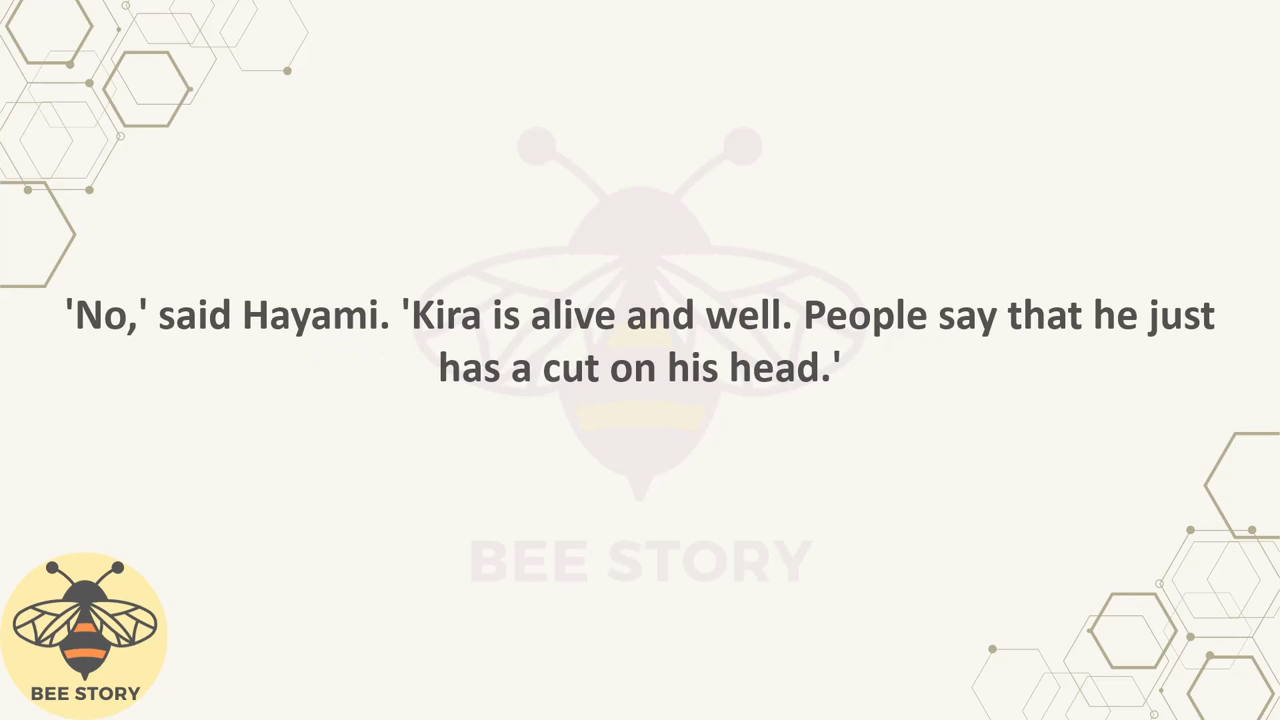 'No,' said Hayami. 'Kira is alive and well. People say that he just
has a cut on his head.'
BEE STORY
BEE STORY